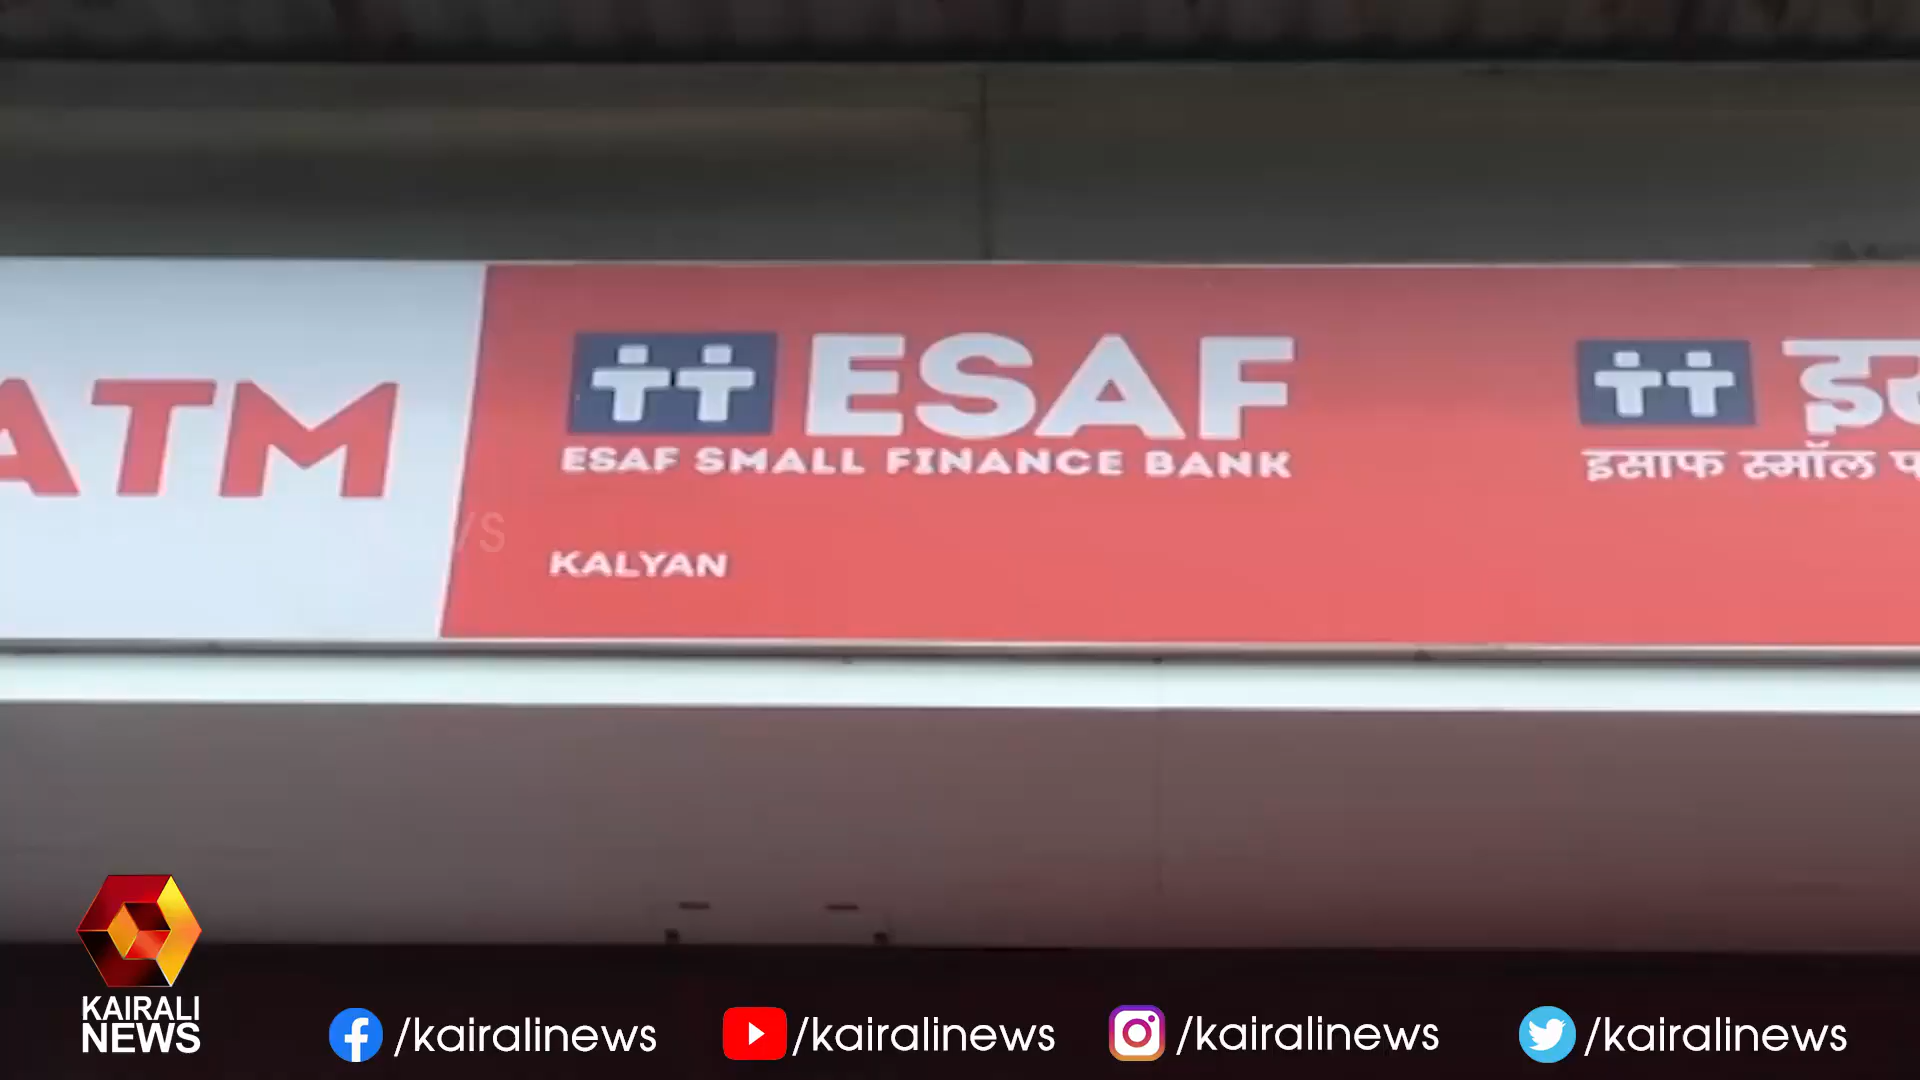 ATM
ESAF
ESAF SMALL FINANCE BANK
KALYAN
इसाफ स्मॉल
KAIRALI
NEWS
/kairalinews
/kairalinews
/kairalinews
/kairalinews